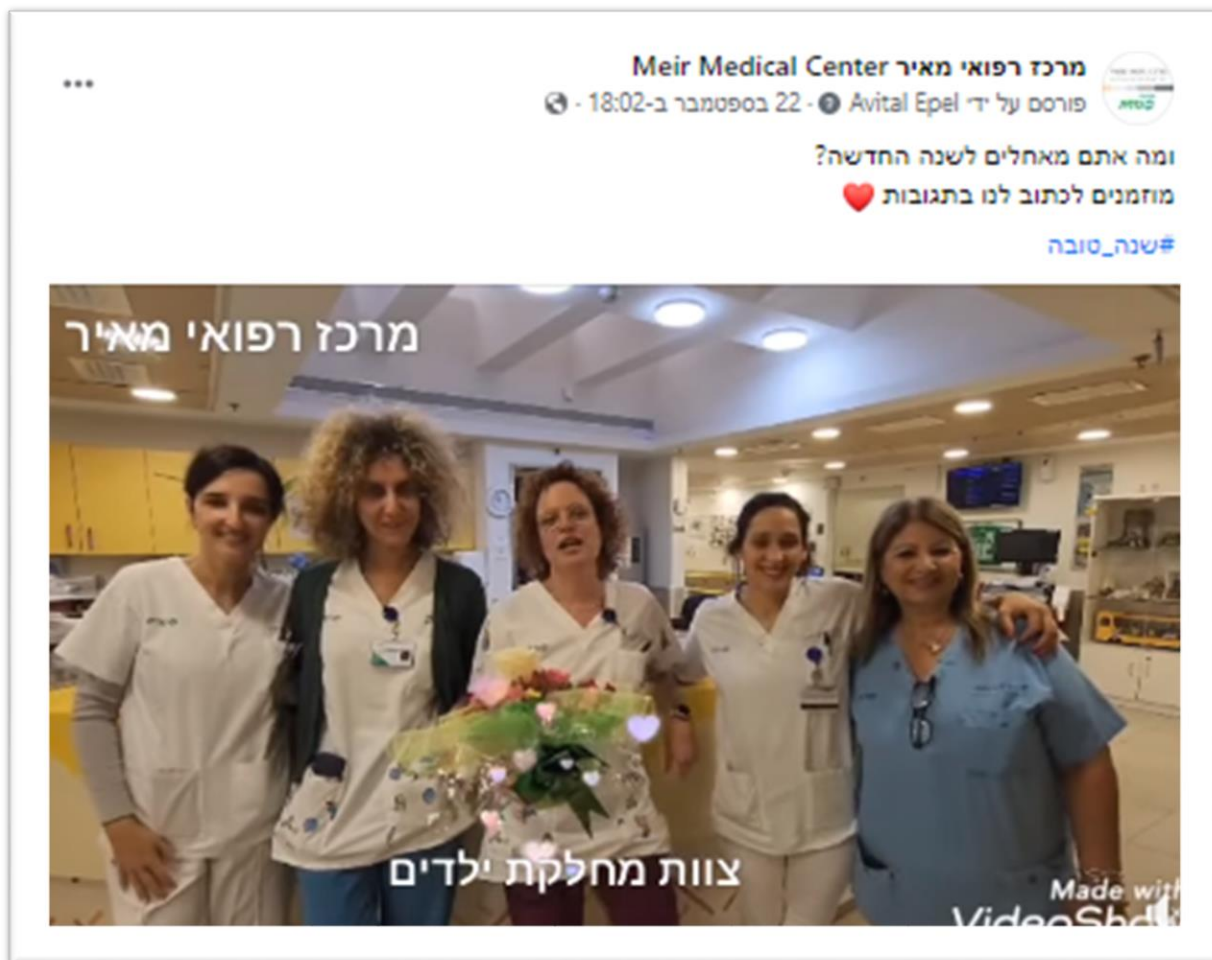 מרכז רפואי מאיר Meir Medical Center
פורסם על ידי Avital Epel · 22 בספטמבר ב-18:02 ·
ומה אתם מאחלים לשנה החדשה?
מוזמנים לכתוב לנו בתגובות ❤️
#שנה_טובה
מרכז רפואי מאיר
צוות מחלקת ילדים
Made with
VideoSho